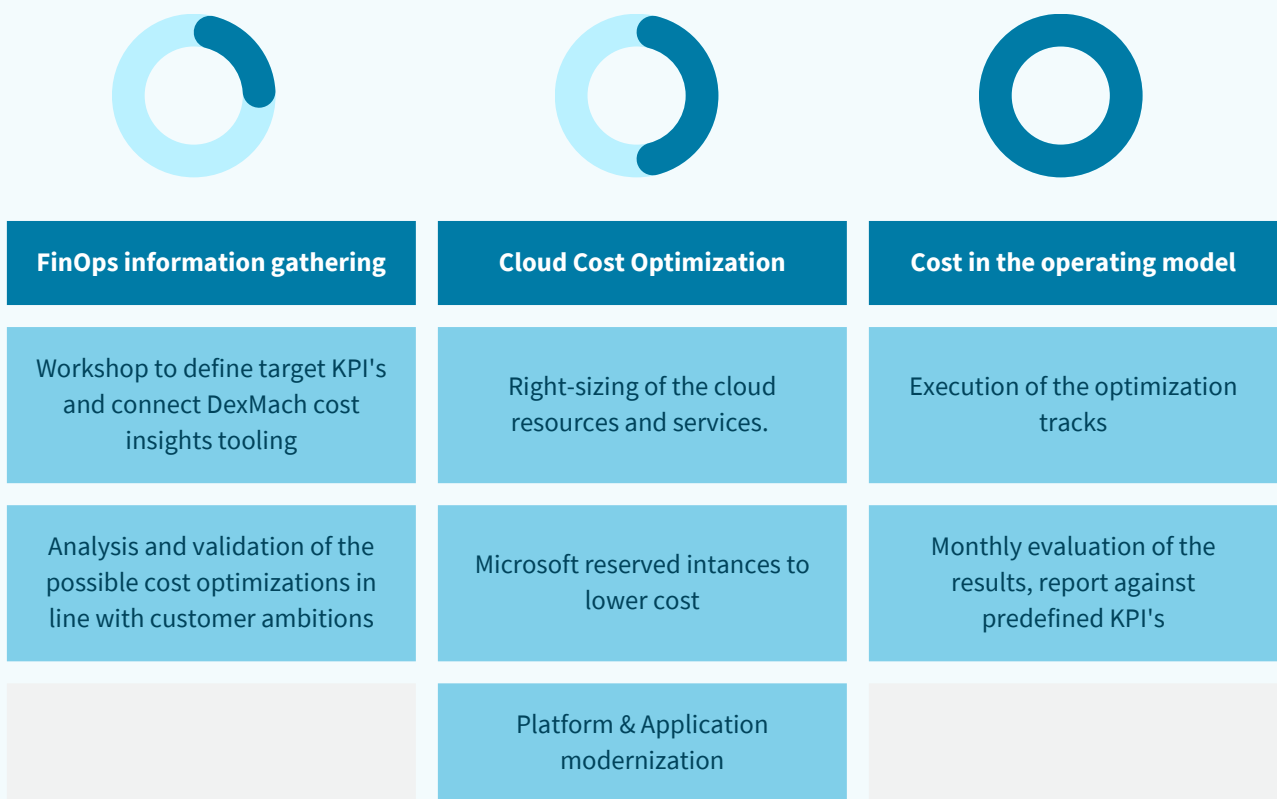 FinOps information gathering
Workshop to define target KPI's
and connect DexMach cost
insights tooling
Analysis and validation of the
possible cost optimizations in
line with customer ambitions
Cloud Cost Optimization
Right-sizing of the cloud
resources and services.
Microsoft reserved intances to
lower cost
Platform & Application
modernization
Cost in the operating model
Execution of the optimization
tracks
Monthly evaluation of the
results, report against
predefined KPI's